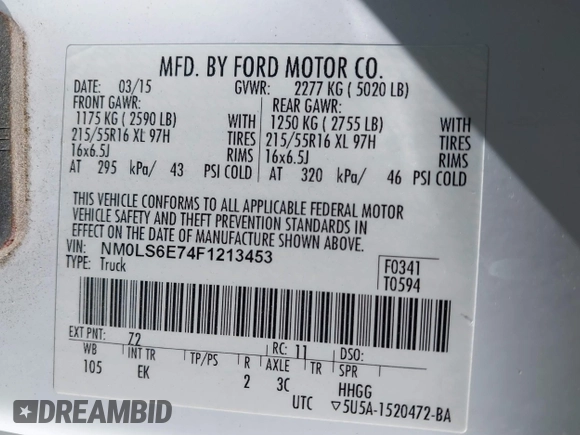 MFD. BY FORD MOTOR CO.
DATE: 03/15 GVWR: 2277 KG ( 5020 LB)
FRONT GAWR: REAR GAWR:
1175 KG ( 2590 LB) WITH 1250 KG ( 2755 LB) WITH
215/55R16 XL 97H TIRES 215/55R16 XL 97H TIRES
16x6.5J RIMS 16x6.5J RIMS
AT 295 kPa/ 43 PSI COLD AT 320 kPa/ 46 PSI COLD
THIS VEHICLE CONFORMS TO ALL APPLICABLE FEDERAL MOTOR
VEHICLE SAFETY AND THEFT PREVENTION STANDARDS IN
EFFECT ON THE DATE OF MANUFACTURE SHOWN ABOVE.
VIN: NM0LS6E74F1213453
TYPE: Truck
F0341
T0594
EXT PNT: 72 RC: 11 DSO:
WB INT TR TP/PS R AXLE TR SPR
105 EK 2 3C HHGG
UTC ▽5U5A-1520472-BA
DREAMBID